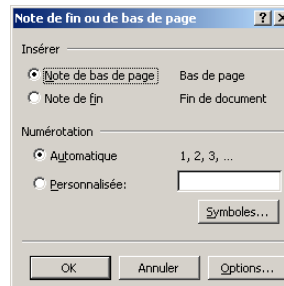 Note de fin ou de bas de page
Insérer
Note de bas de page Bas de page
Note de fin Fin de document
Numérotation
Automatique 1, 2, 3, ...
Personnalisée:
Symboles...
OK Annuler Options...